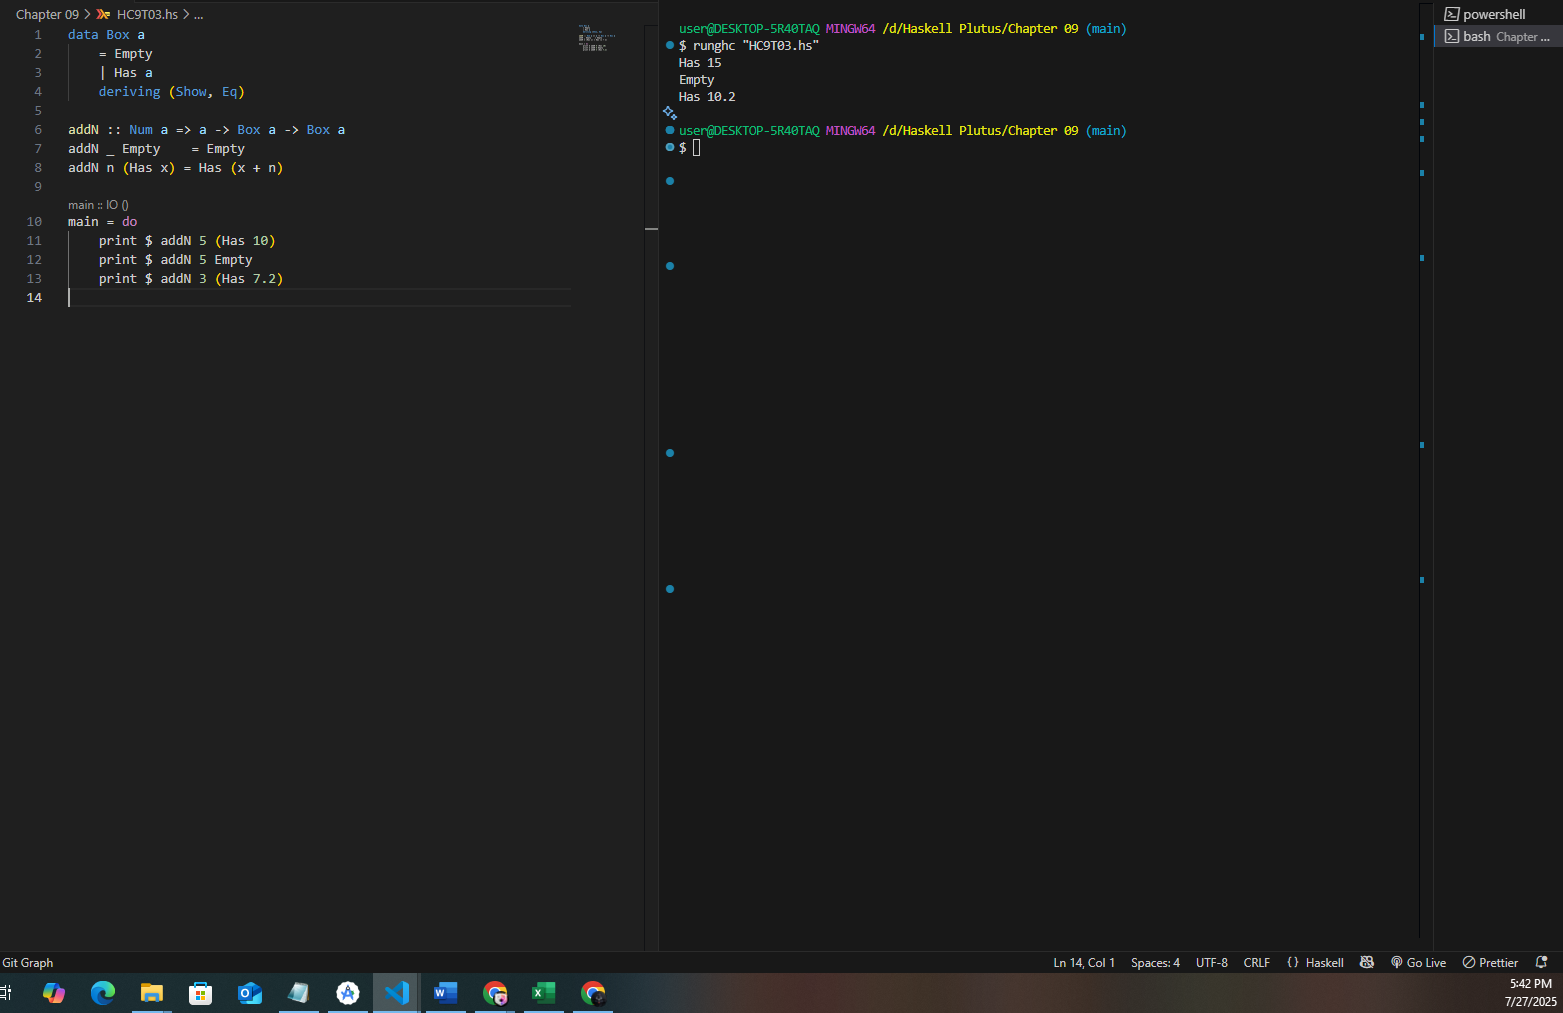 Chapter 09 > HC9T03.hs > ...
1 data Box a
2     = Empty
3     | Has a
4     deriving (Show, Eq)
5
6 addN :: Num a => a -> Box a -> Box a
7 addN _ Empty    = Empty
8 addN n (Has x) = Has (x + n)
9
main :: IO ()
10 main = do
11     print $ addN 5 (Has 10)
12     print $ addN 5 Empty
13     print $ addN 3 (Has 7.2)
14
user@DESKTOP-5R40TAQ MINGW64 /d/Haskell Plutus/Chapter 09 (main)
$ runghc "HC9T03.hs"
Has 15
Empty
Has 10.2
user@DESKTOP-5R40TAQ MINGW64 /d/Haskell Plutus/Chapter 09 (main)
$
powershell
bash Chapter ...
Git Graph
Ln 14, Col 1 Spaces: 4 UTF-8 CRLF {} Haskell Go Live Prettier
5:42 PM
7/27/2025